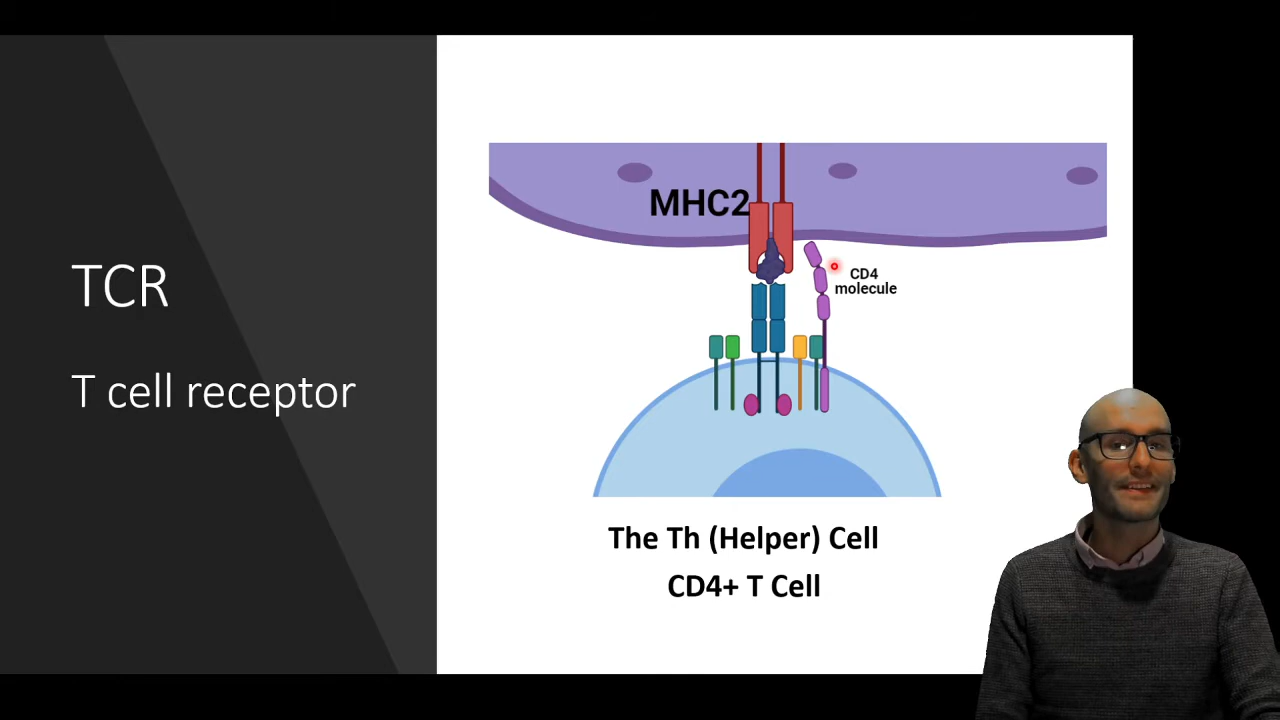 TCR
T cell receptor
MHC2
CD4
molecule
The Th (Helper) Cell
CD4+ T Cell